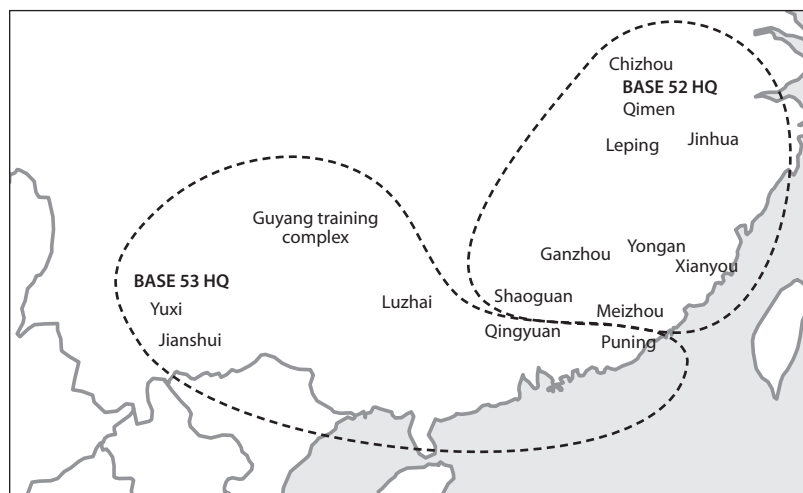 Chizhou
BASE 52 HQ
Qimen
Leping
Jinhua
Guyang training
complex
Ganzhou
Yongan
Xianyou
BASE 53 HQ
Yuxi
Jianshui
Luzhai
Shaoguan
Qingyuan
Meizhou
Puning